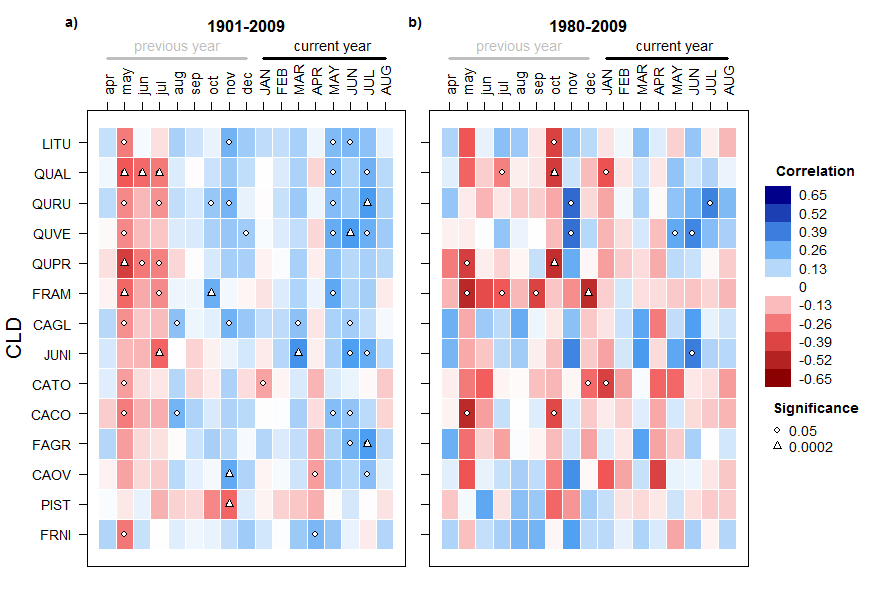 a) 1901-2009
previous year current year
apr may jun jul aug sep oct nov dec JAN FEB MAR APR MAY JUN JUL AUG
b) 1980-2009
previous year current year
apr may jun jul aug sep oct nov dec JAN FEB MAR APR MAY JUN JUL AUG
CLD
LITU
QUAL
QURU
QUVE
QUPR
FRAM
CAGL
JUNI
CATO
CACO
FAGR
CAOV
PIST
FRNI
Correlation
0.65
0.52
0.39
0.26
0.13
0
-0.13
-0.26
-0.39
-0.52
-0.65
Significance
0.05
0.0002